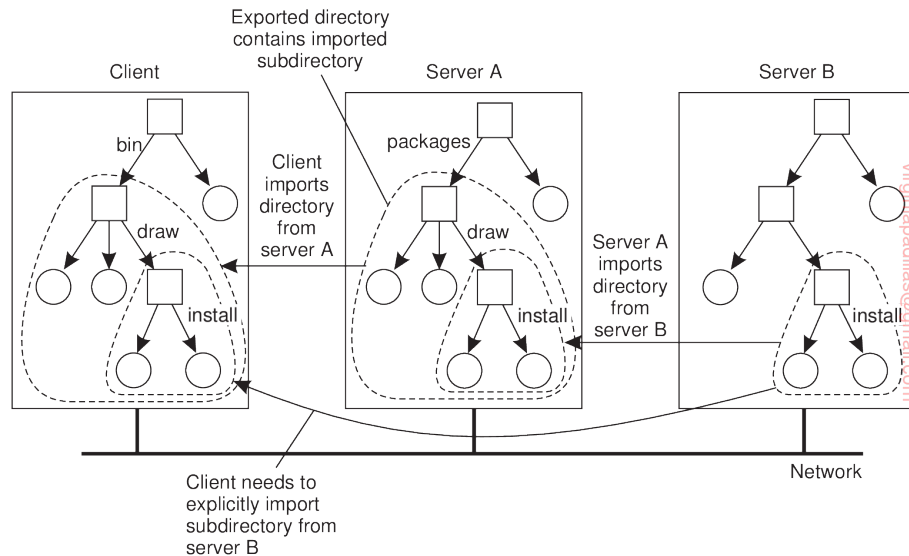 Exported directory
contains imported
subdirectory
Client
Server A
Server B
bin
packages
Client
imports
directory
from
server A
draw
draw
Server A
imports
directory
from
server B
install
install
install
Network
Client needs to
explicitly import
subdirectory from
server B